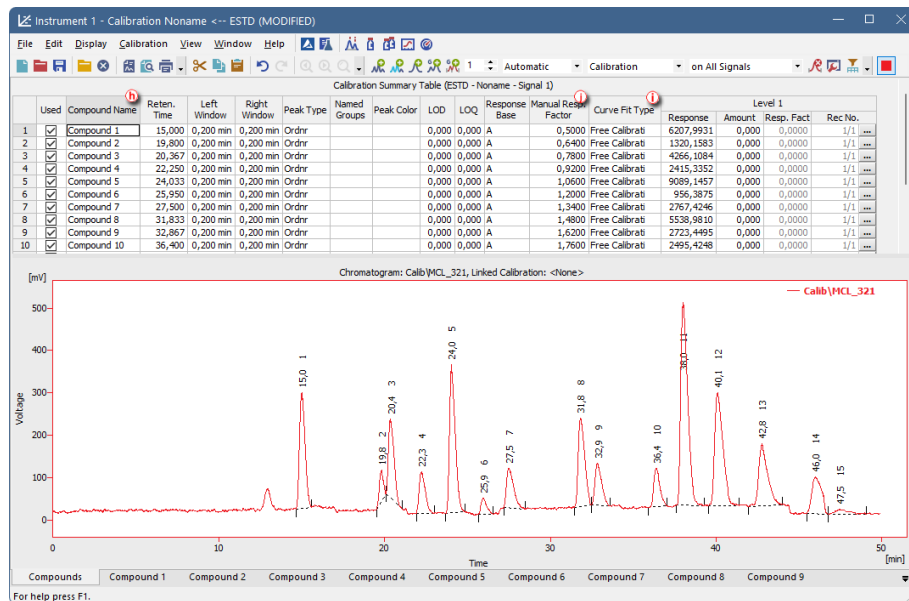 Instrument 1 - Calibration Noname <-- ESTD (MODIFIED)
File Edit Display Calibration View Window Help
1 Automatic Calibration on All Signals
Calibration Summary Table (ESTD - Noname - Signal 1)
h j i
Used Compound Name Reten. Time Left Window Right Window Peak Type Named Groups Peak Color LOD LOQ Response Base Manual Resp. Factor Curve Fit Type Level 1
Response Amount Resp. Fact Rec No.
1 Compound 1 15,000 0,200 min 0,200 min Ordnr 0,000 0,000 A 0,5000 Free Calibrati 6207,9931 0,000 0,0000 1/1 ...
2 Compound 2 19,800 0,200 min 0,200 min Ordnr 0,000 0,000 A 0,6400 Free Calibrati 1320,1583 0,000 0,0000 1/1 ...
3 Compound 3 20,367 0,200 min 0,200 min Ordnr 0,000 0,000 A 0,7800 Free Calibrati 4266,1084 0,000 0,0000 1/1 ...
4 Compound 4 22,250 0,200 min 0,200 min Ordnr 0,000 0,000 A 0,9200 Free Calibrati 2415,3352 0,000 0,0000 1/1 ...
5 Compound 5 24,033 0,200 min 0,200 min Ordnr 0,000 0,000 A 1,0600 Free Calibrati 9089,1457 0,000 0,0000 1/1 ...
6 Compound 6 25,950 0,200 min 0,200 min Ordnr 0,000 0,000 A 1,2000 Free Calibrati 956,3875 0,000 0,0000 1/1 ...
7 Compound 7 27,500 0,200 min 0,200 min Ordnr 0,000 0,000 A 1,3400 Free Calibrati 2767,4246 0,000 0,0000 1/1 ...
8 Compound 8 31,833 0,200 min 0,200 min Ordnr 0,000 0,000 A 1,4800 Free Calibrati 5538,9810 0,000 0,0000 1/1 ...
9 Compound 9 32,867 0,200 min 0,200 min Ordnr 0,000 0,000 A 1,6200 Free Calibrati 2723,4495 0,000 0,0000 1/1 ...
10 Compound 10 36,400 0,200 min 0,200 min Ordnr 0,000 0,000 A 1,7600 Free Calibrati 2495,4248 0,000 0,0000 1/1 ...
Chromatogram: Calib\MCL_321, Linked Calibration: <None>
[mV]
Calib\MCL_321
500
400
300
200
100
0
Voltage
15,0 1
19,8 2
20,4 3
22,3 4
24,0 5
25,9 6
27,5 7
31,8 8
32,9 9
36,4 10
38,0 11
40,1 12
42,8 13
46,0 14
47,5 15
0 10 20 30 40 50
Time [min]
Compounds Compound 1 Compound 2 Compound 3 Compound 4 Compound 5 Compound 6 Compound 7 Compound 8 Compound 9
For help press F1.